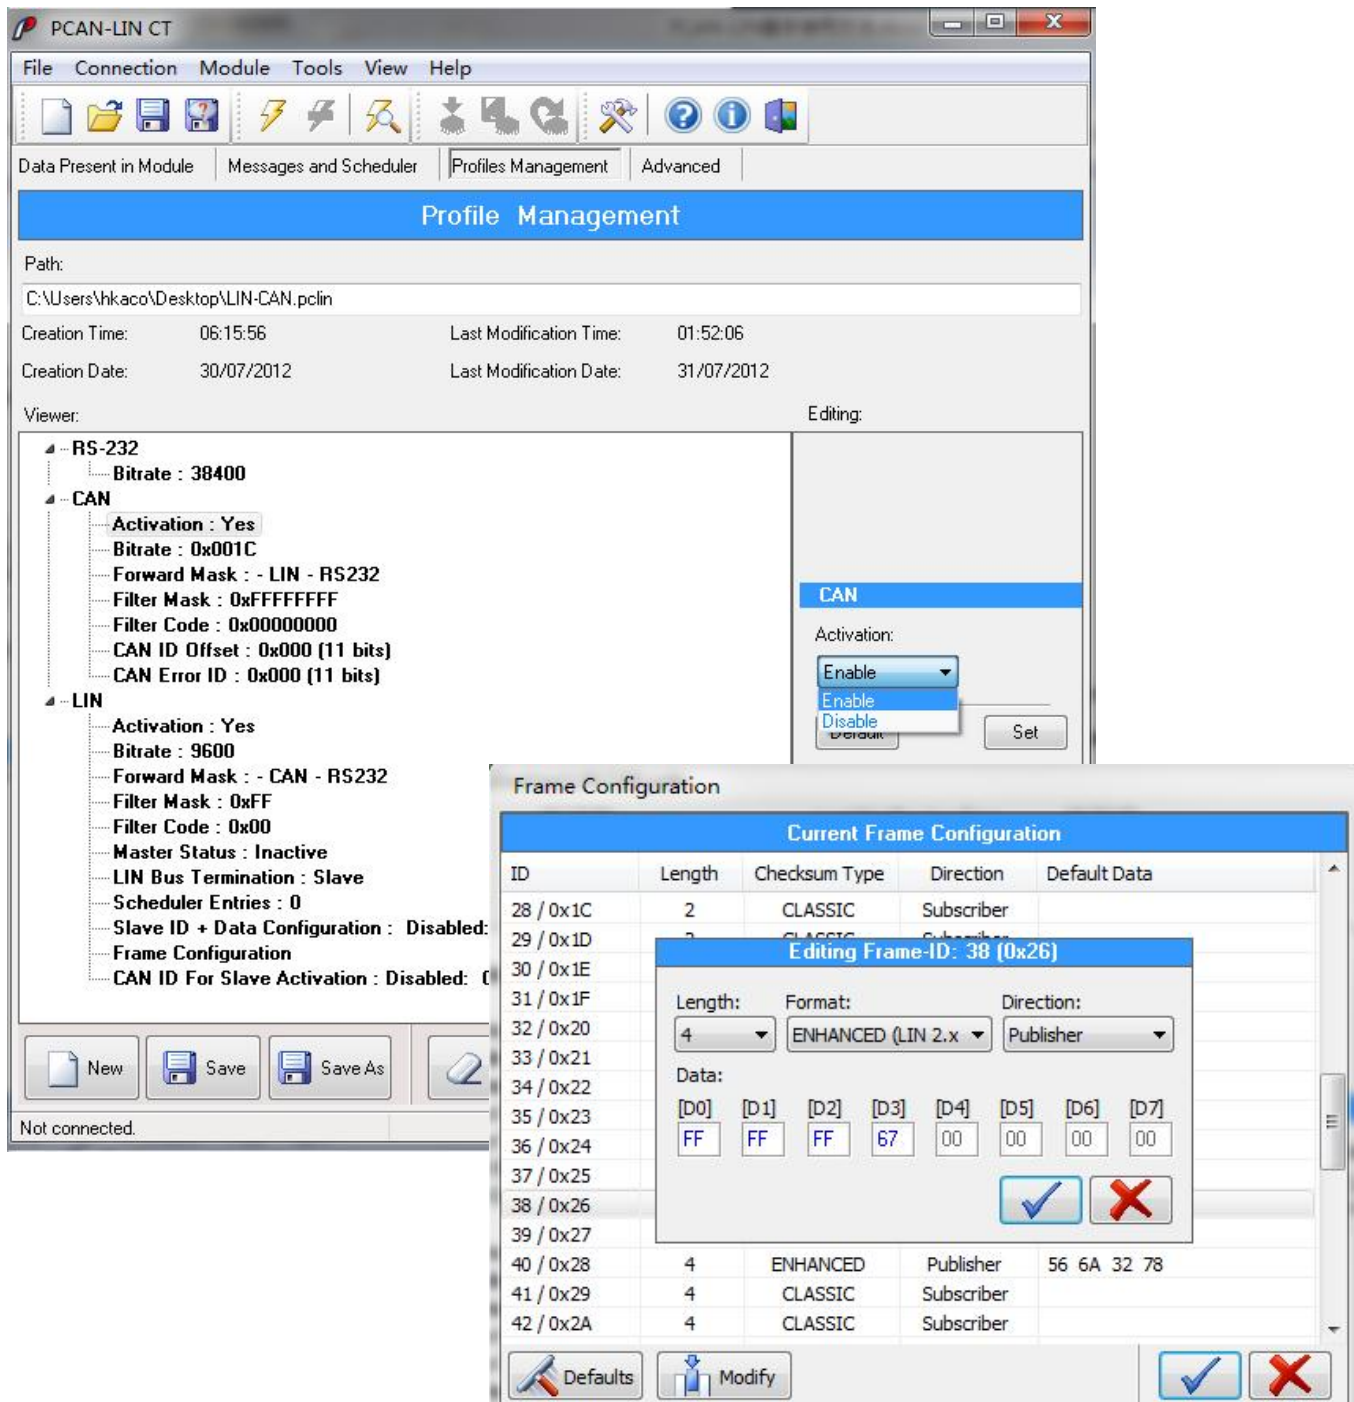 PCAN-LIN CT
File Connection Module Tools View Help
Data Present in Module Messages and Scheduler Profiles Management Advanced
Profile Management
Path:
C:\Users\hkaco\Desktop\LIN-CAN.pclin
Creation Time: 06:15:56 Last Modification Time: 01:52:06
Creation Date: 30/07/2012 Last Modification Date: 31/07/2012
Viewer: Editing:
RS-232
Bitrate : 38400
CAN
Activation : Yes
Bitrate : 0x001C
Forward Mask : - LIN - RS232
Filter Mask : 0xFFFFFFFF
Filter Code : 0x00000000
CAN ID Offset : 0x000 (11 bits)
CAN Error ID : 0x000 (11 bits)
LIN
Activation : Yes
Bitrate : 9600
Forward Mask : - CAN - RS232
Filter Mask : 0xFF
Filter Code : 0x00
Master Status : Inactive
LIN Bus Termination : Slave
Scheduler Entries : 0
Slave ID + Data Configuration : Disabled:
Frame Configuration
CAN ID For Slave Activation : Disabled:
CAN
Activation:
Enable
Enable
Disable
Default Set
New Save Save As
Not connected.
Frame Configuration
Current Frame Configuration
ID Length Checksum Type Direction Default Data
28 / 0x1C 2 CLASSIC Subscriber
29 / 0x1D 2 CLASSIC Subscriber
30 / 0x1E
31 / 0x1F
32 / 0x20
33 / 0x21
34 / 0x22
35 / 0x23
36 / 0x24
37 / 0x25
38 / 0x26
39 / 0x27
40 / 0x28 4 ENHANCED Publisher 56 6A 32 78
41 / 0x29 4 CLASSIC Subscriber
42 / 0x2A 4 CLASSIC Subscriber
Editing Frame-ID: 38 (0x26)
Length: Format: Direction:
4 ENHANCED (LIN 2.x Publisher
Data:
[D0] [D1] [D2] [D3] [D4] [D5] [D6] [D7]
FF FF FF 67 00 00 00 00
Defaults Modify